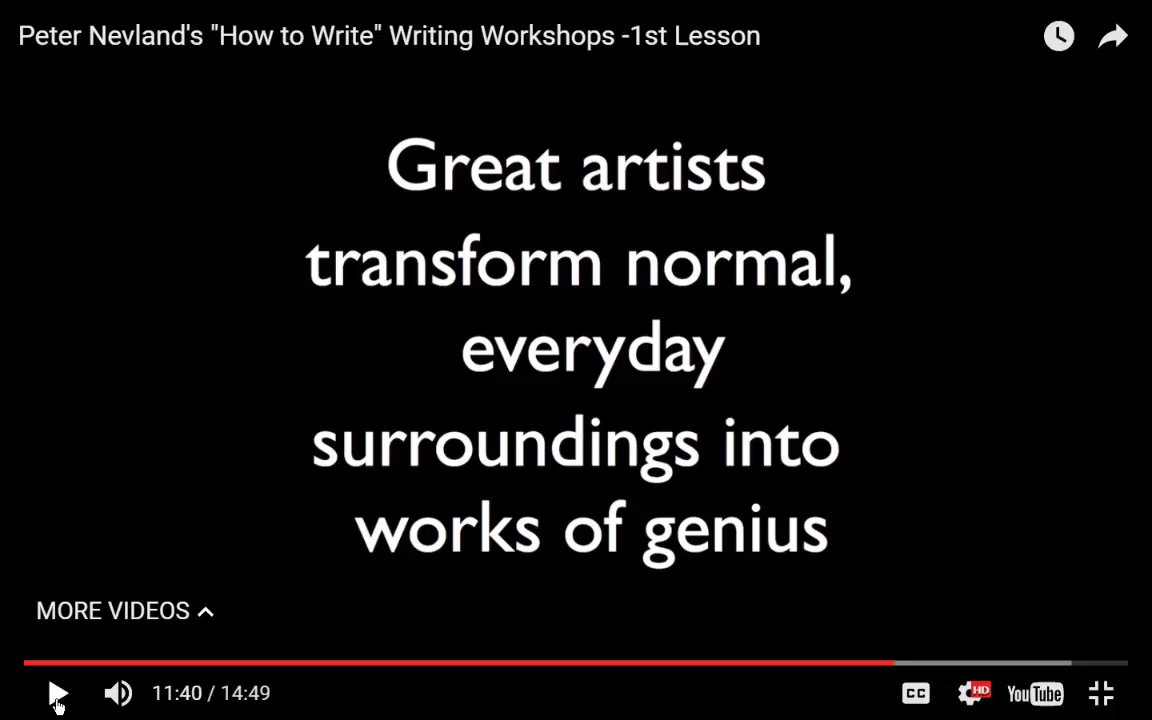 Peter Nevland's "How to Write" Writing Workshops -1st Lesson
Great artists
transform normal,
everyday
surroundings into
works of genius
MORE VIDEOS
11:40 / 14:49
CC
HD
YouTube